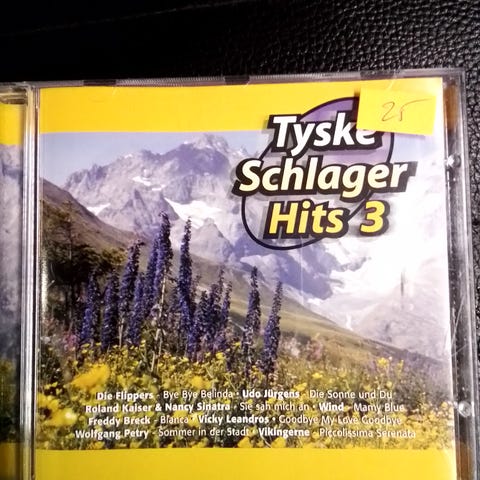 25
Tyske
Schlager
Hits 3
Die Flippers - Bye Bye Belinda • Udo Jürgens - Die Sonne und Du
Roland Kaiser & Nancy Sinatra - Sie sah mich an • Wind - Mamy Blue
Freddy Breck - Bianca • Vicky Leandros - Goodbye My Love Goodbye
Wolfgang Petry - Sommer in der Stadt • Vikingerne - Piccolissima Serenata